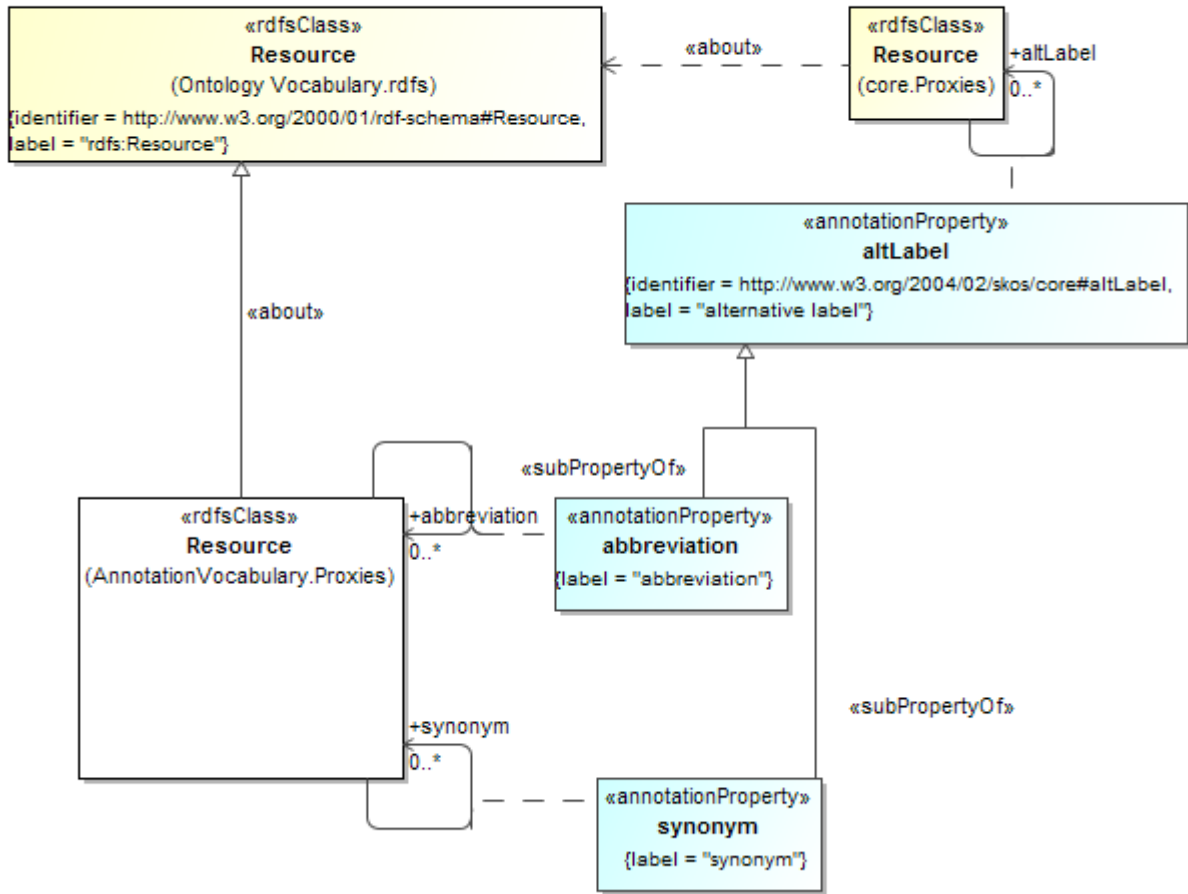 «rdfsClass»
Resource
(Ontology Vocabulary.rdfs)
{identifier = http://www.w3.org/2000/01/rdf-schema#Resource,
label = "rdfs:Resource"}
«about»
«rdfsClass»
Resource
(core.Proxies)
+altLabel
0..*
«annotationProperty»
altLabel
{identifier = http://www.w3.org/2004/02/skos/core#altLabel,
label = "alternative label"}
«about»
«subPropertyOf»
«rdfsClass»
Resource
(AnnotationVocabulary.Proxies)
+abbreviation
0..*
«annotationProperty»
abbreviation
{label = "abbreviation"}
«subPropertyOf»
+synonym
0..*
«annotationProperty»
synonym
{label = "synonym"}